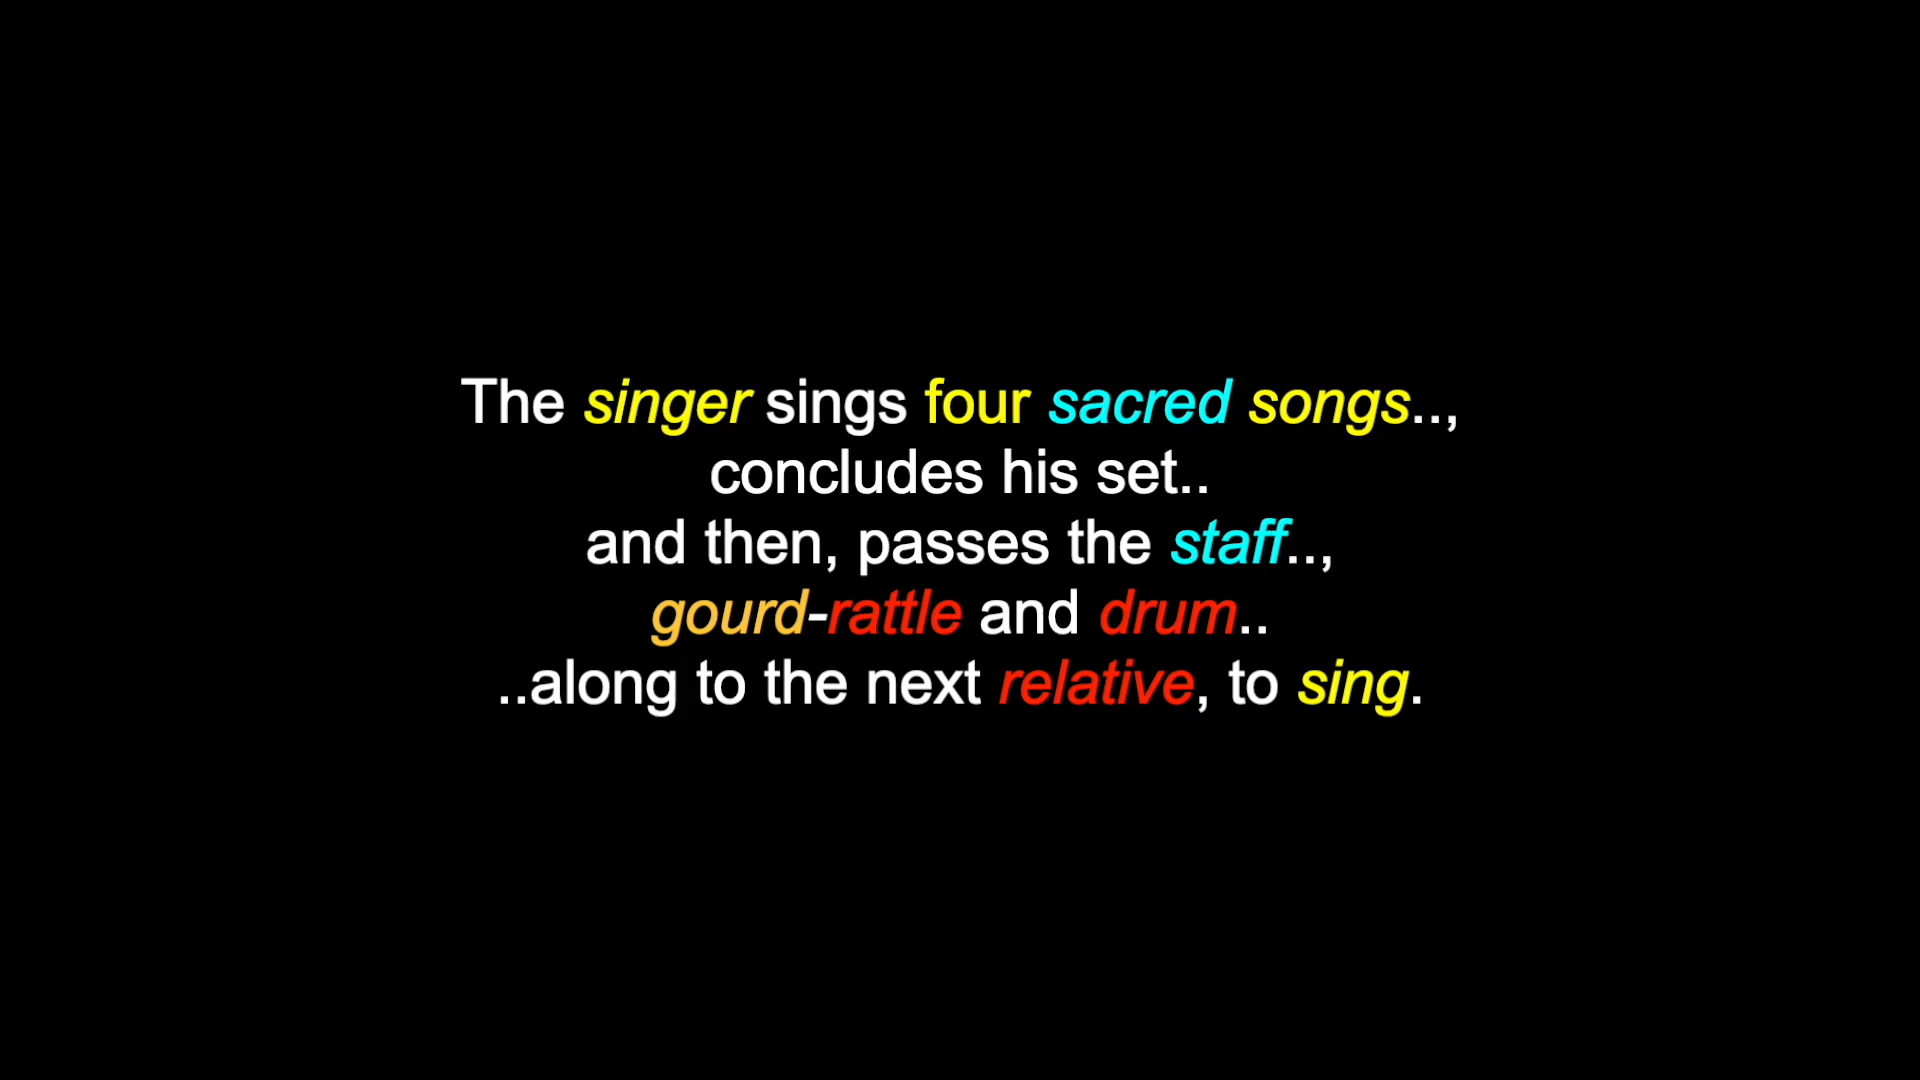 The singer sings four sacred songs..,
concludes his set..
and then, passes the staff..,
gourd-rattle and drum..
..along to the next relative, to sing.